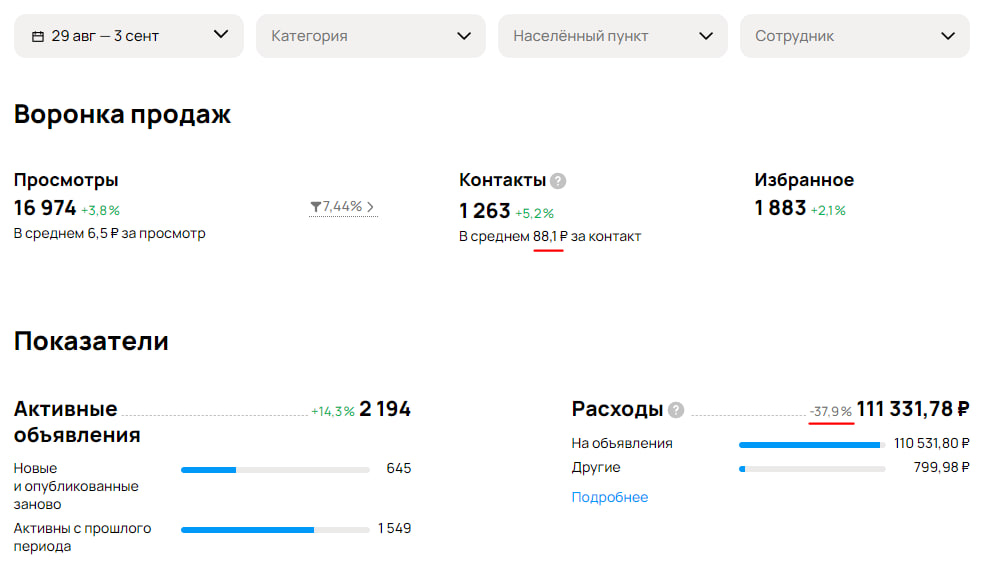 29 авг — 3 сент
Категория
Населённый пункт
Сотрудник
Воронка продаж
Просмотры
16 974 +3,8%
В среднем 6,5 ₽ за просмотр
7,44%
Контакты ?
1 263 +5,2%
В среднем 88,1 ₽ за контакт
Избранное
1 883 +2,1%
Показатели
Активные объявления +14,3% 2 194
Новые и опубликованные заново 645
Активны с прошлого периода 1 549
Расходы ? -37,9% 111 331,78 ₽
На объявления 110 531,80 ₽
Другие 799,98 ₽
Подробнее